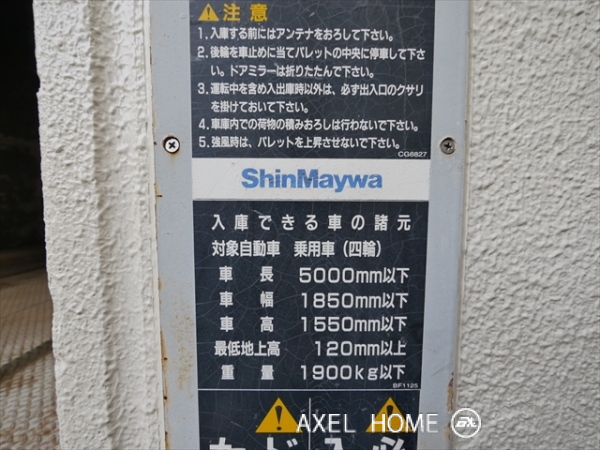 注意
1.入庫する前にはアンテナをおろして下さい。
2.後輪を車止めに当てパレットの中央に停車して下さ
い。ドアミラーは折りたたんで下さい。
3.運転中を含め入出庫時以外は、必ず出入口のクサリ
を掛けておいて下さい。
4.車庫内での荷物の積みおろしは行わないで下さい。
5.強風時は、パレットを上昇させないで下さい。
CG6827
ShinMaywa
入庫できる車の諸元
対象自動車 乗用車(四輪)
車長 5000mm以下
車幅 1850mm以下
車高 1550mm以下
最低地上高 120mm以上
重量 1900kg以下
BF1125
AXEL HOME